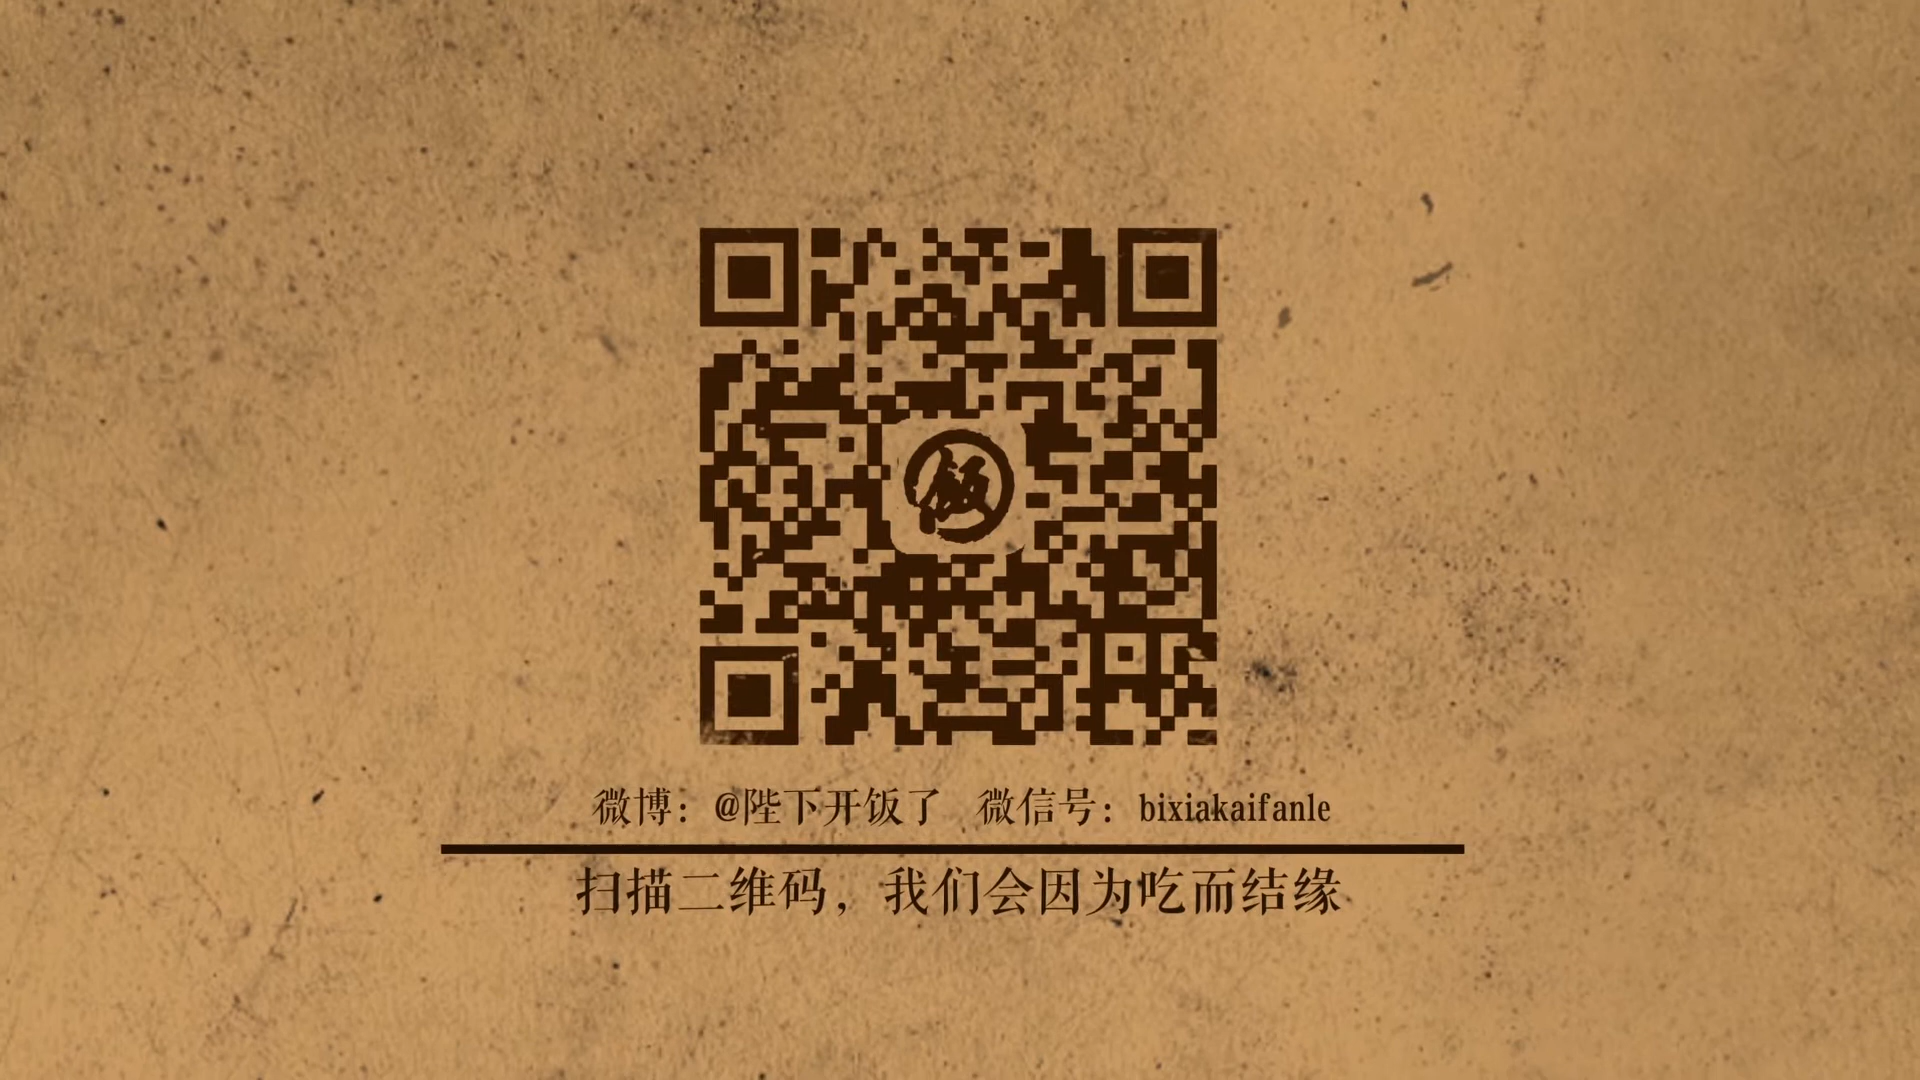 飯
微博：@陛下开饭了 微信号：bixiakaifanle
扫描二维码，我们会因为吃而结缘